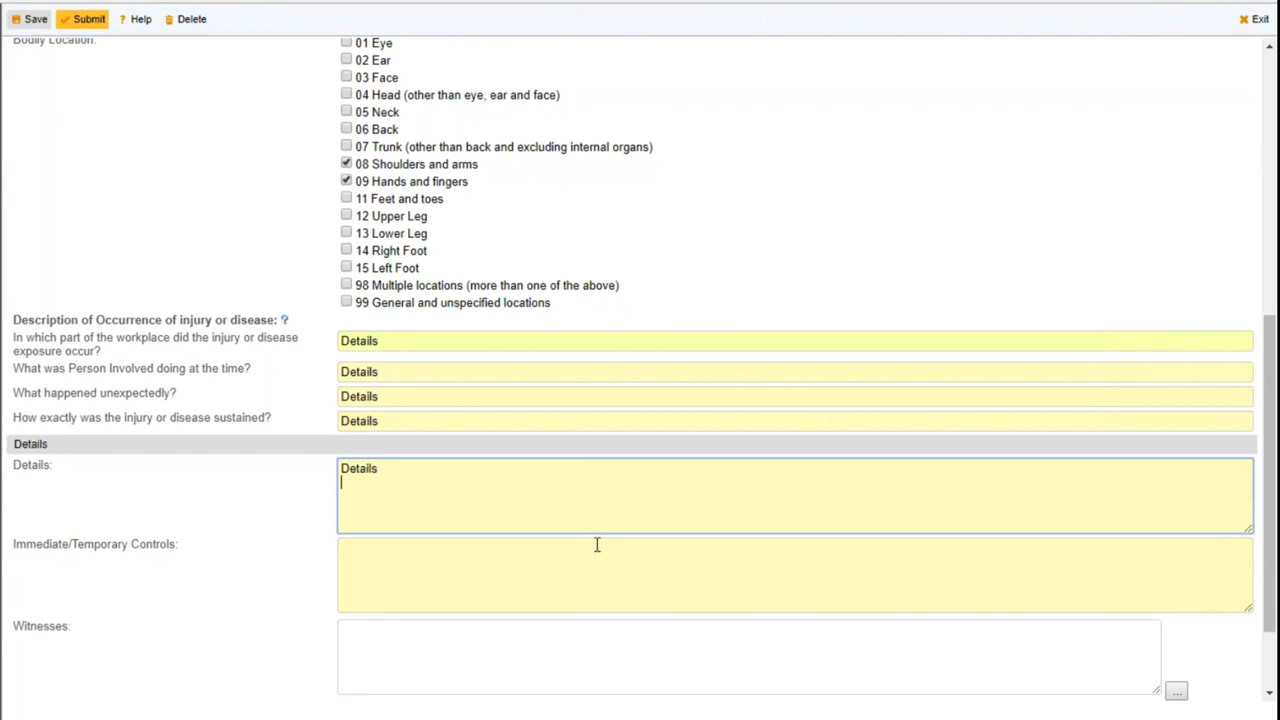 Save Submit ? Help Delete Exit
Bodily Location:
01 Eye
02 Ear
03 Face
04 Head (other than eye, ear and face)
05 Neck
06 Back
07 Trunk (other than back and excluding internal organs)
08 Shoulders and arms
09 Hands and fingers
11 Feet and toes
12 Upper Leg
13 Lower Leg
14 Right Foot
15 Left Foot
98 Multiple locations (more than one of the above)
99 General and unspecified locations
Description of Occurrence of injury or disease: ?
In which part of the workplace did the injury or disease
exposure occur?
Details
What was Person Involved doing at the time?
Details
What happened unexpectedly?
Details
How exactly was the injury or disease sustained?
Details
Details
Details:
Details
Immediate/Temporary Controls:
Witnesses:
...